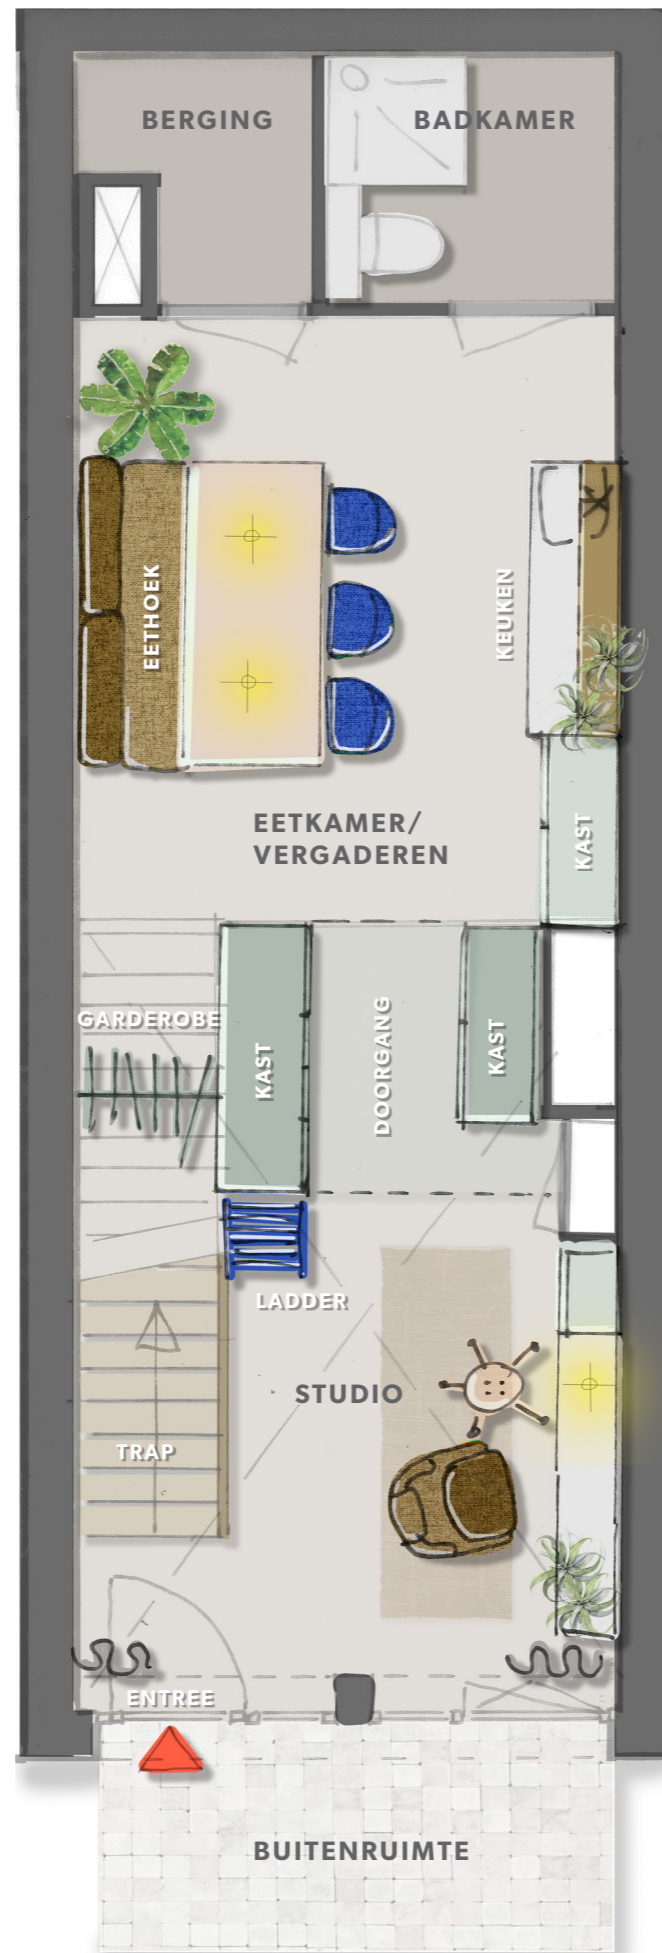 BERGING
BADKAMER
EETHOEK
KEUKEN
EETKAMER/
VERGADEREN
KAST
GARDEROBE
KAST
DOORGANG
KAST
LADDER
STUDIO
TRAP
ENTREE
BUITENRUIMTE